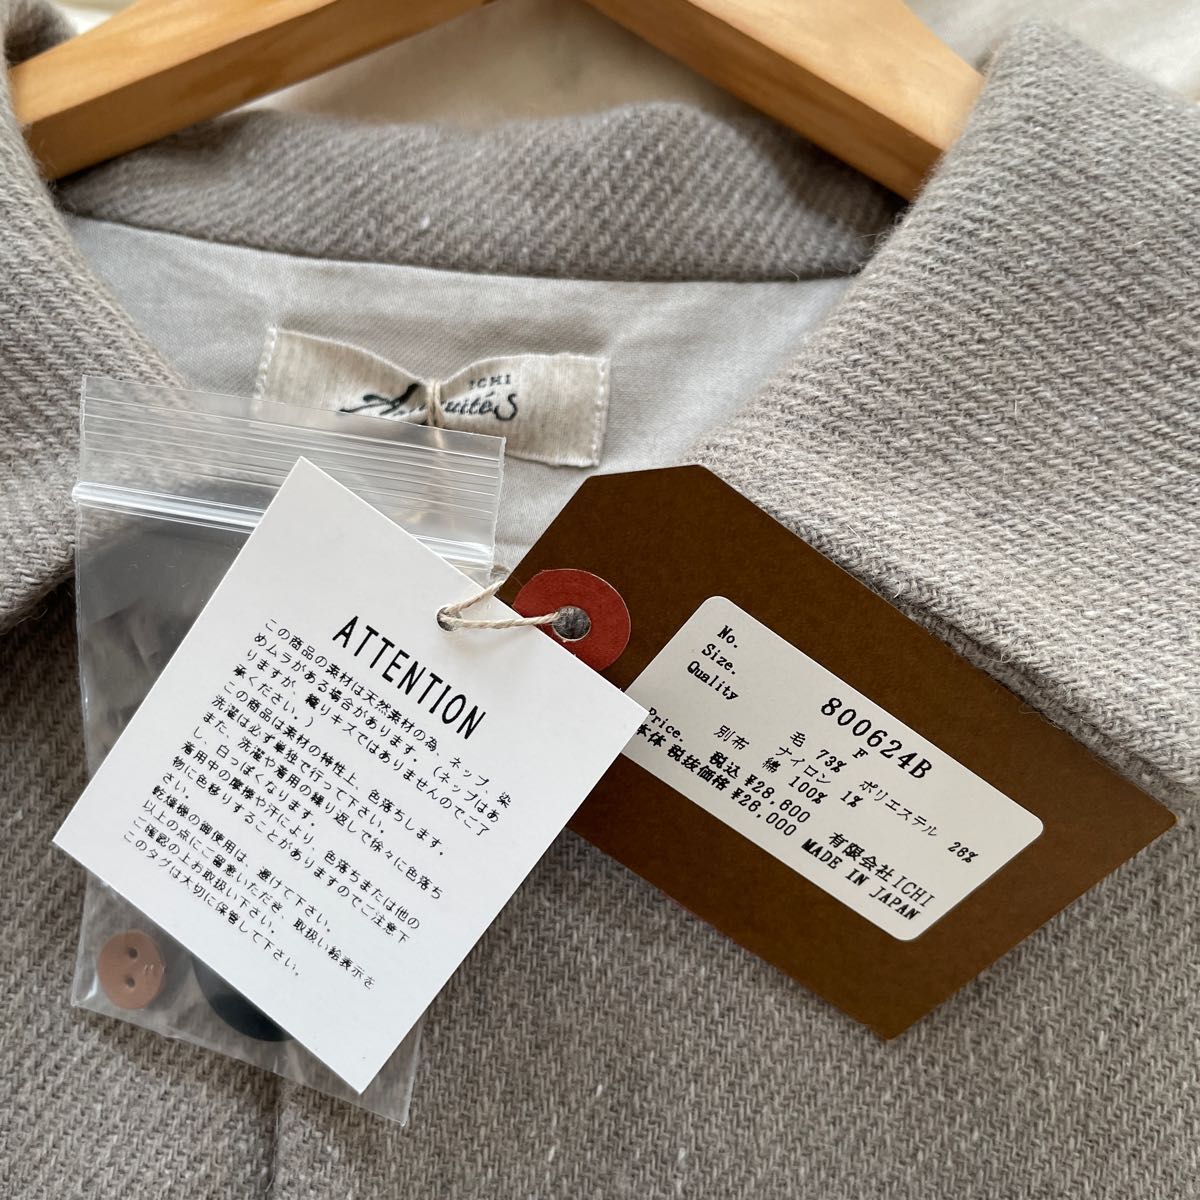 ICHI
Antiquités
ATTENTION
この商品の素材は天然素材の為、ネップ、染
めムラがある場合があります。(ネップはあ
りますが、織りキズではありませんのでご了
承ください。)
この商品は素材の特性上、色落ちします。
洗濯は必ず単独で行って下さい。
また、洗濯や着用の繰り返しで徐々に色落ち
し、白っぽくなります。
着用中の摩擦や汗により、色落ちまたは他の
物に色移りすることがありますのでご注意下
さい。
乾燥機の御使用は、避けて下さい。
以上の点にご留意いただき、取扱い絵表示を
ご確認の上お取扱い下さい。
このタグは大切に保管して下さい。
No. 800624B
Size. F
Quality 毛 73% ポリエステル 26%
ナイロン 1%
別布 綿 100%
Price. 税込 ¥28,600 有限会社ICHI
本体 税抜価格 ¥26,000 MADE IN JAPAN